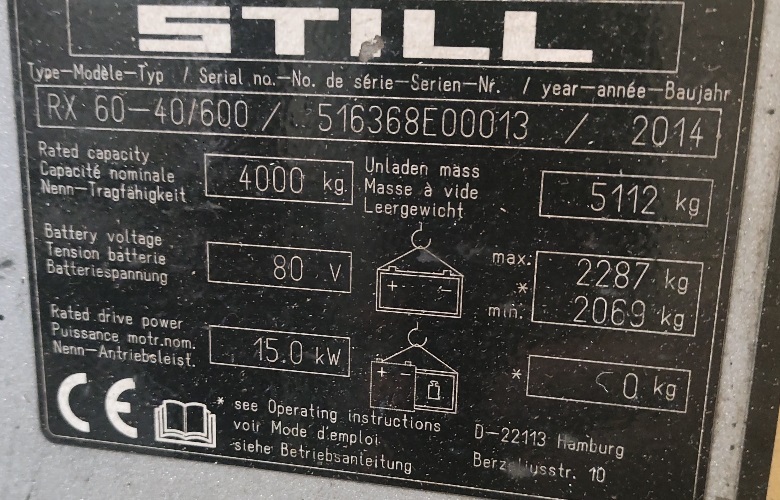 STILL
Type—Modèle—Typ / Serial no.—No. de série—Serien—Nr. / year—année—Baujahr
RX 60—40/600 / 516368E00013 / 2014
Rated capacity
Capacité nominale
Nenn—Tragfähigkeit
4000 kg
Unladen mass
Masse à vide
Leergewicht
5112 kg
Battery voltage
Tension batterie
Batteriespannung
80 V
max.
*
min.
2287 kg
2069 kg
Rated drive power
Puissance motr.nom.
Nenn—Antriebsleist.
15.0 kW
*
< 0 kg
CE
* see Operating instructions
voir Mode d'emploi
siehe Betriebsanleitung
D—22113 Hamburg
Berzeliusstr. 10